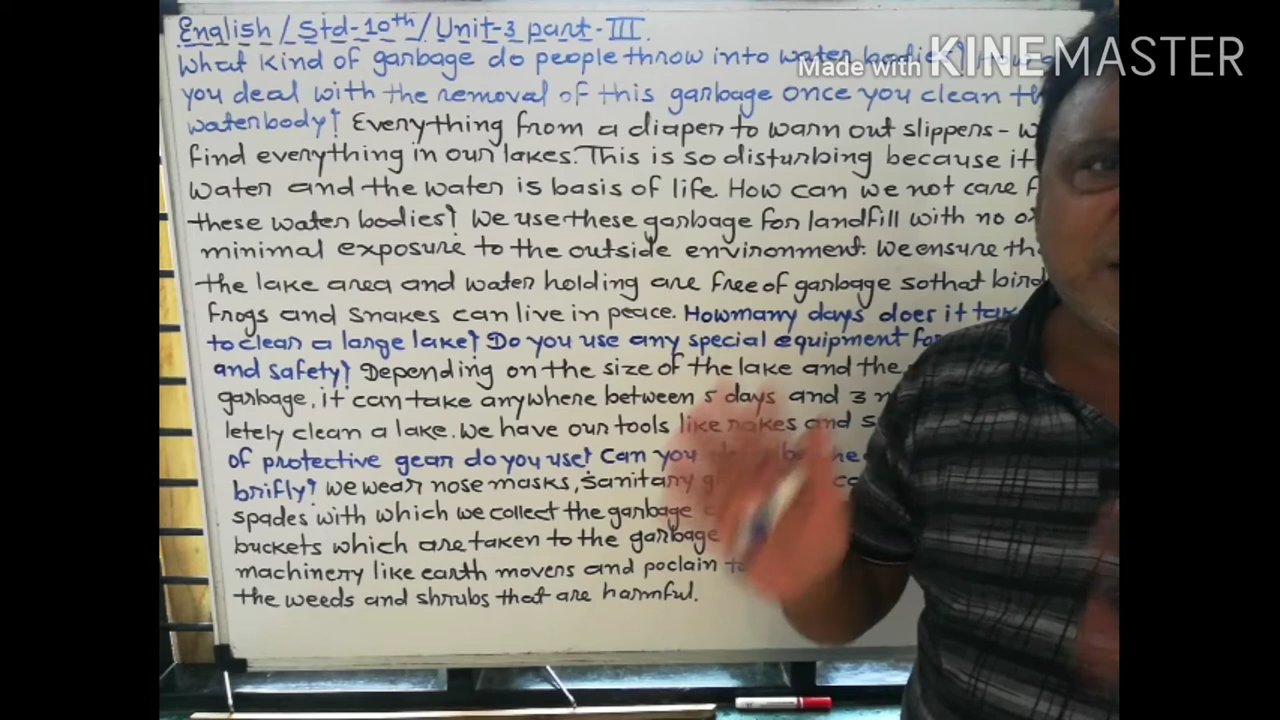 English / Std-10th / Unit-3 part-III.
What kind of garbage do people throw into water bodies? How
you deal with the removal of this garbage once you clean
waterbody? Everything from a diaper to warn out slippers -
find everything in our lakes. This is so disturbing because it
water and the water is basis of life. How can we not care
these water bodies? We use these garbage for landfill with no
minimal exposure to the outside environment. We ensure
the lake area and water holding are free of garbage sothat
frogs and snakes can live in peace. Howmany days does it
to clean a large lake? Do you use any special equipment
and safety? Depending on the size of the lake and the
garbage, it can take anywhere between 5 days and 3
letely clean a lake. We have our tools like rakes and
of protective gear do you use? Can you
brifly? We wear nose masks, sanitary
spades with which we collect the garbage
buckets which are taken to the garbage
machinery like earth movers and poclain
the weeds and shrubs that are harmful.
Made with KINEMASTER